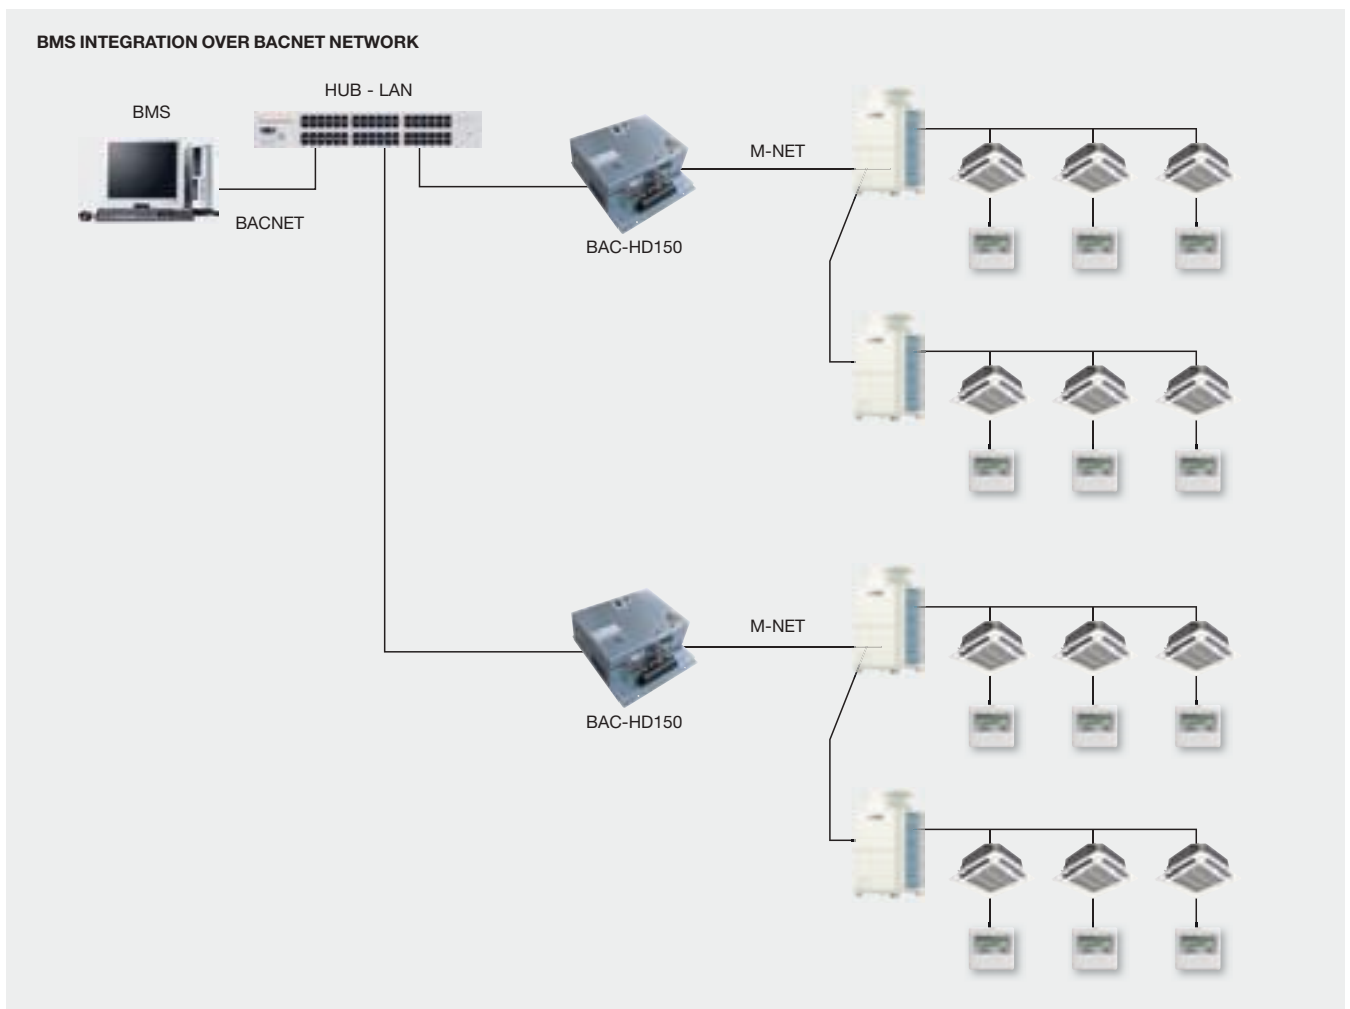 BMS INTEGRATION OVER BACNET NETWORK
HUB - LAN
BMS
M-NET
BACNET
BAC-HD150
M-NET
BAC-HD150